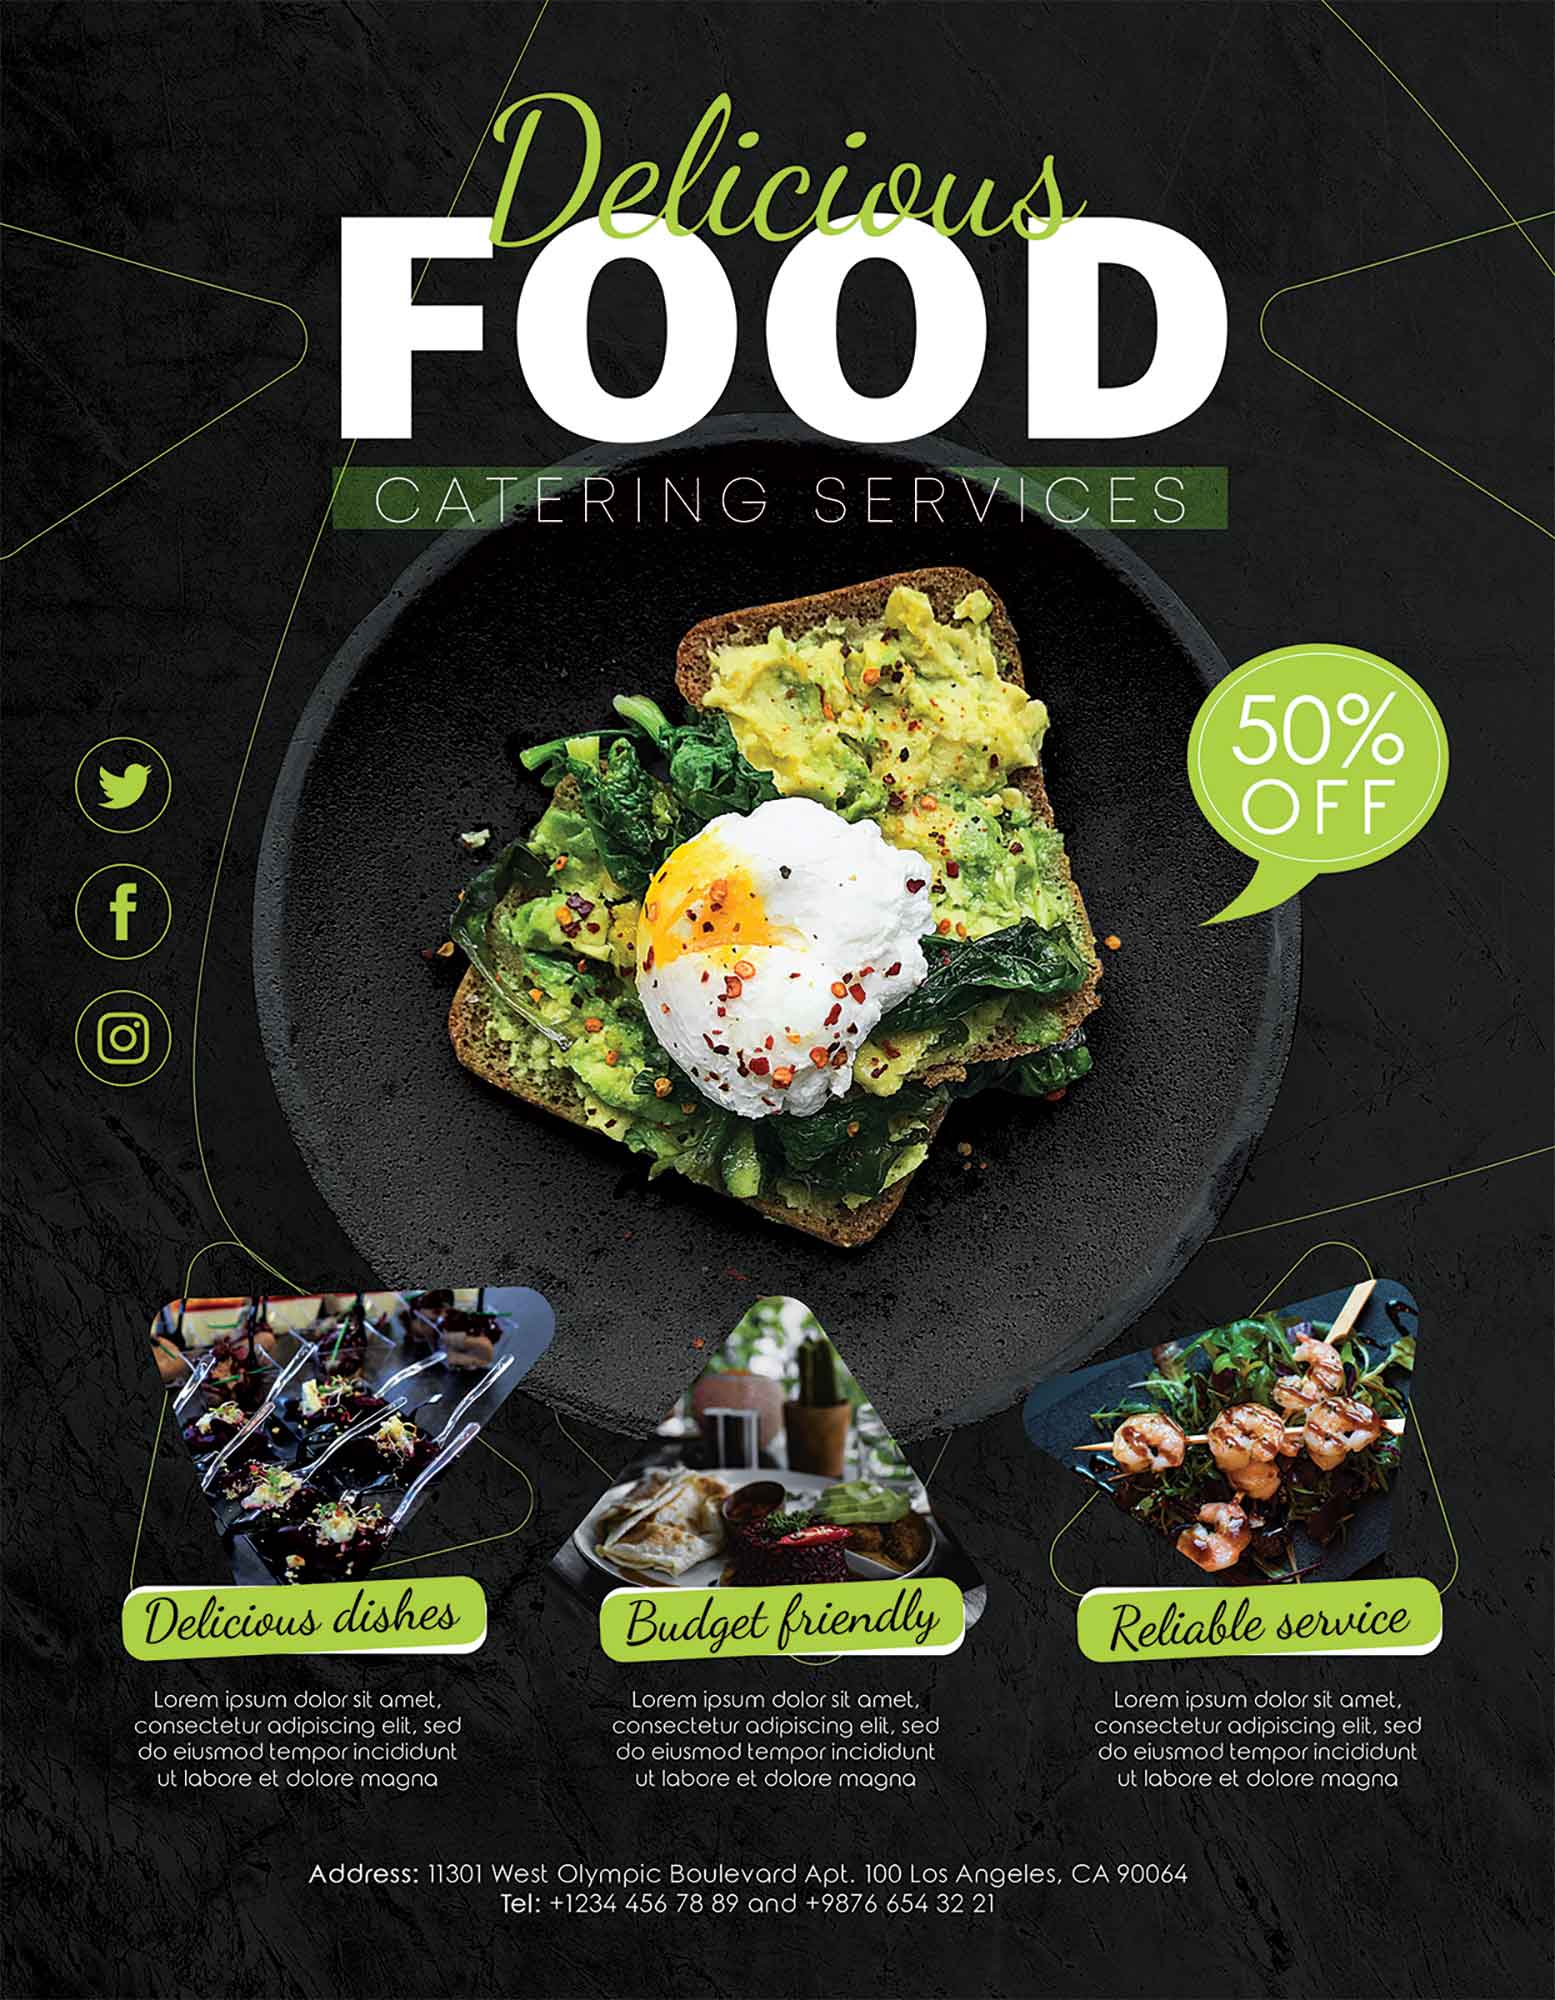 Delicious
FOOD
CATERING SERVICES
50%
OFF
Delicious dishes
Lorem ipsum dolor sit amet,
consectetur adipiscing elit, sed
do eiusmod tempor incididunt
ut labore et dolore magna
Budget friendly
Lorem ipsum dolor sit amet,
consectetur adipiscing elit, sed
do eiusmod tempor incididunt
ut labore et dolore magna
Reliable service
Lorem ipsum dolor sit amet,
consectetur adipiscing elit, sed
do eiusmod tempor incididunt
ut labore et dolore magna
Address: 11301 West Olympic Boulevard Apt. 100 Los Angeles, CA 90064
Tel: +1234 456 78 89 and +9876 654 32 21